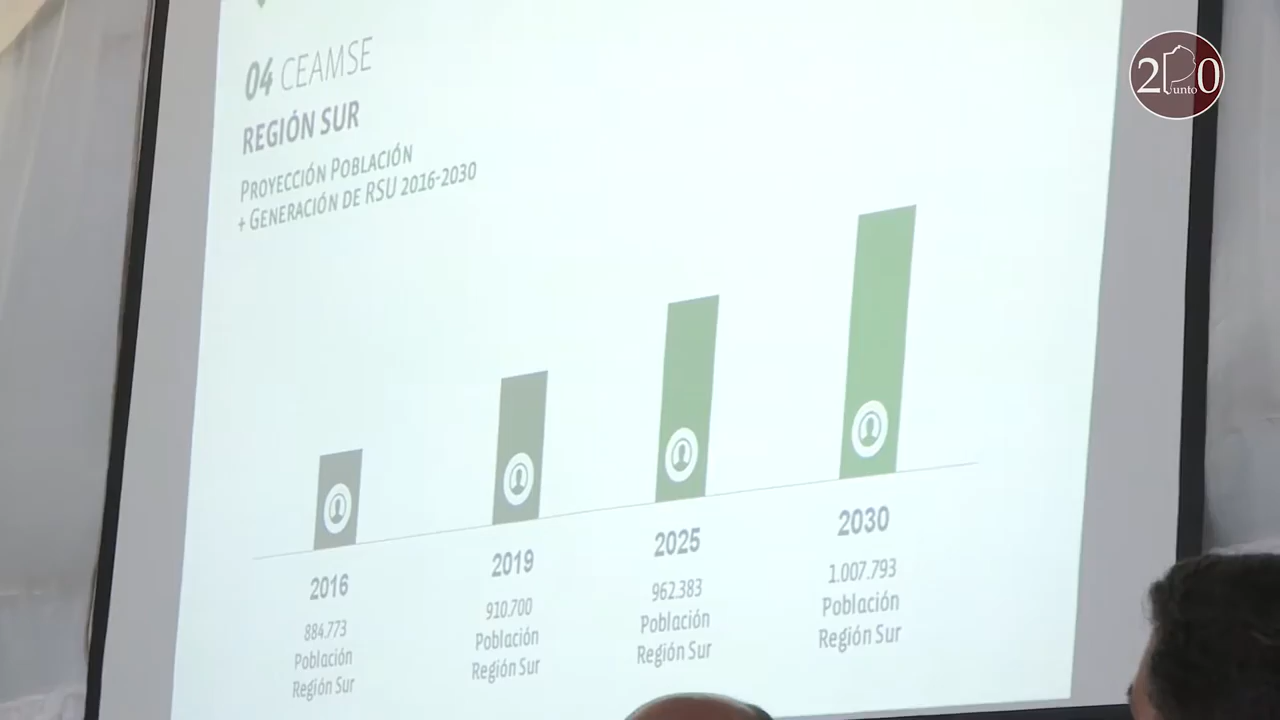 04 CEAMSE
REGIÓN SUR
PROYECCIÓN POBLACIÓN
+ GENERACIÓN DE RSU 2016-2030
2016
884.773
Población
Región Sur
2019
910.700
Población
Región Sur
2025
962.383
Población
Región Sur
2030
1.007.793
Población
Región Sur
2Punto0